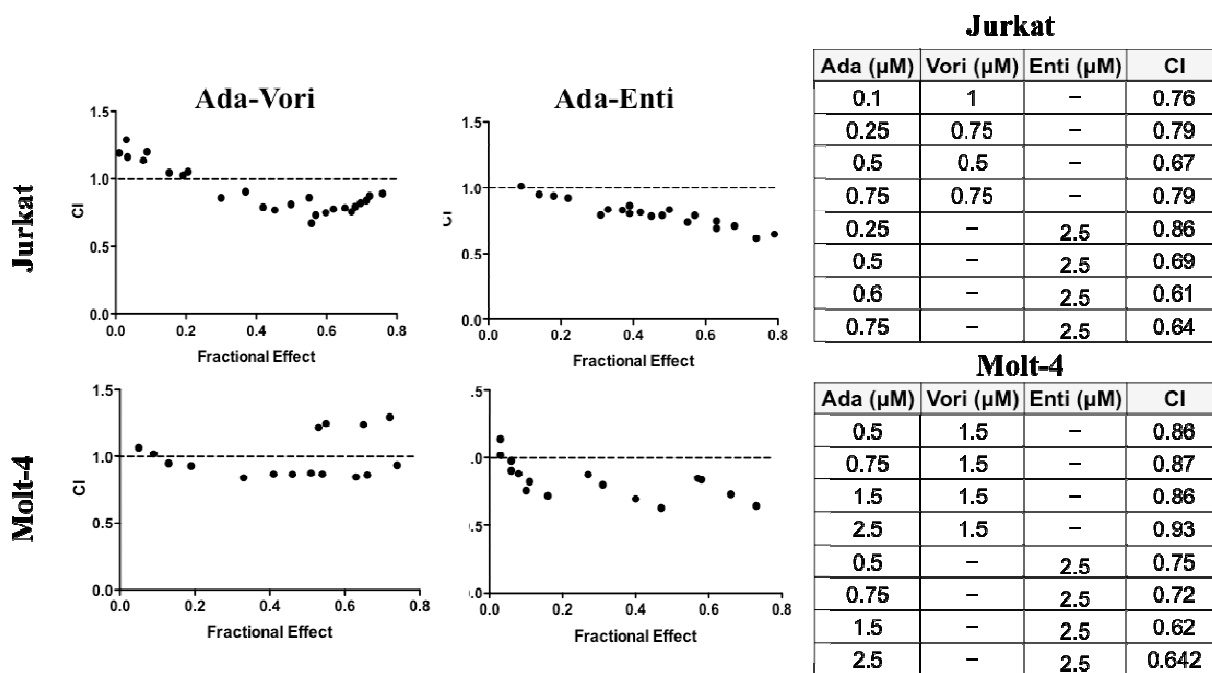 Jurkat
Ada (µM) Vori (µM) Enti (µM) CI
0.1 1 – 0.76
0.25 0.75 – 0.79
0.5 0.5 – 0.67
0.75 0.75 – 0.79
0.25 – 2.5 0.86
0.5 – 2.5 0.69
0.6 – 2.5 0.61
0.75 – 2.5 0.64
Ada-Vori
Ada-Enti
Jurkat
CI
1.5
1.0
0.5
0.0
0.0 0.2 0.4 0.6 0.8
Fractional Effect
CI
1.5
1.0
0.5
0.0
0.0 0.2 0.4 0.6 0.8
Fractional Effect
Molt-4
Ada (µM) Vori (µM) Enti (µM) CI
0.5 1.5 – 0.86
0.75 1.5 – 0.87
1.5 1.5 – 0.86
2.5 1.5 – 0.93
0.5 – 2.5 0.75
0.75 – 2.5 0.72
1.5 – 2.5 0.62
2.5 – 2.5 0.642
Molt-4
CI
1.5
1.0
0.5
0.0
0.0 0.2 0.4 0.6 0.8
Fractional Effect
.5
.0
.5
.0
0.0 0.2 0.4 0.6 0.8
Fractional Effect